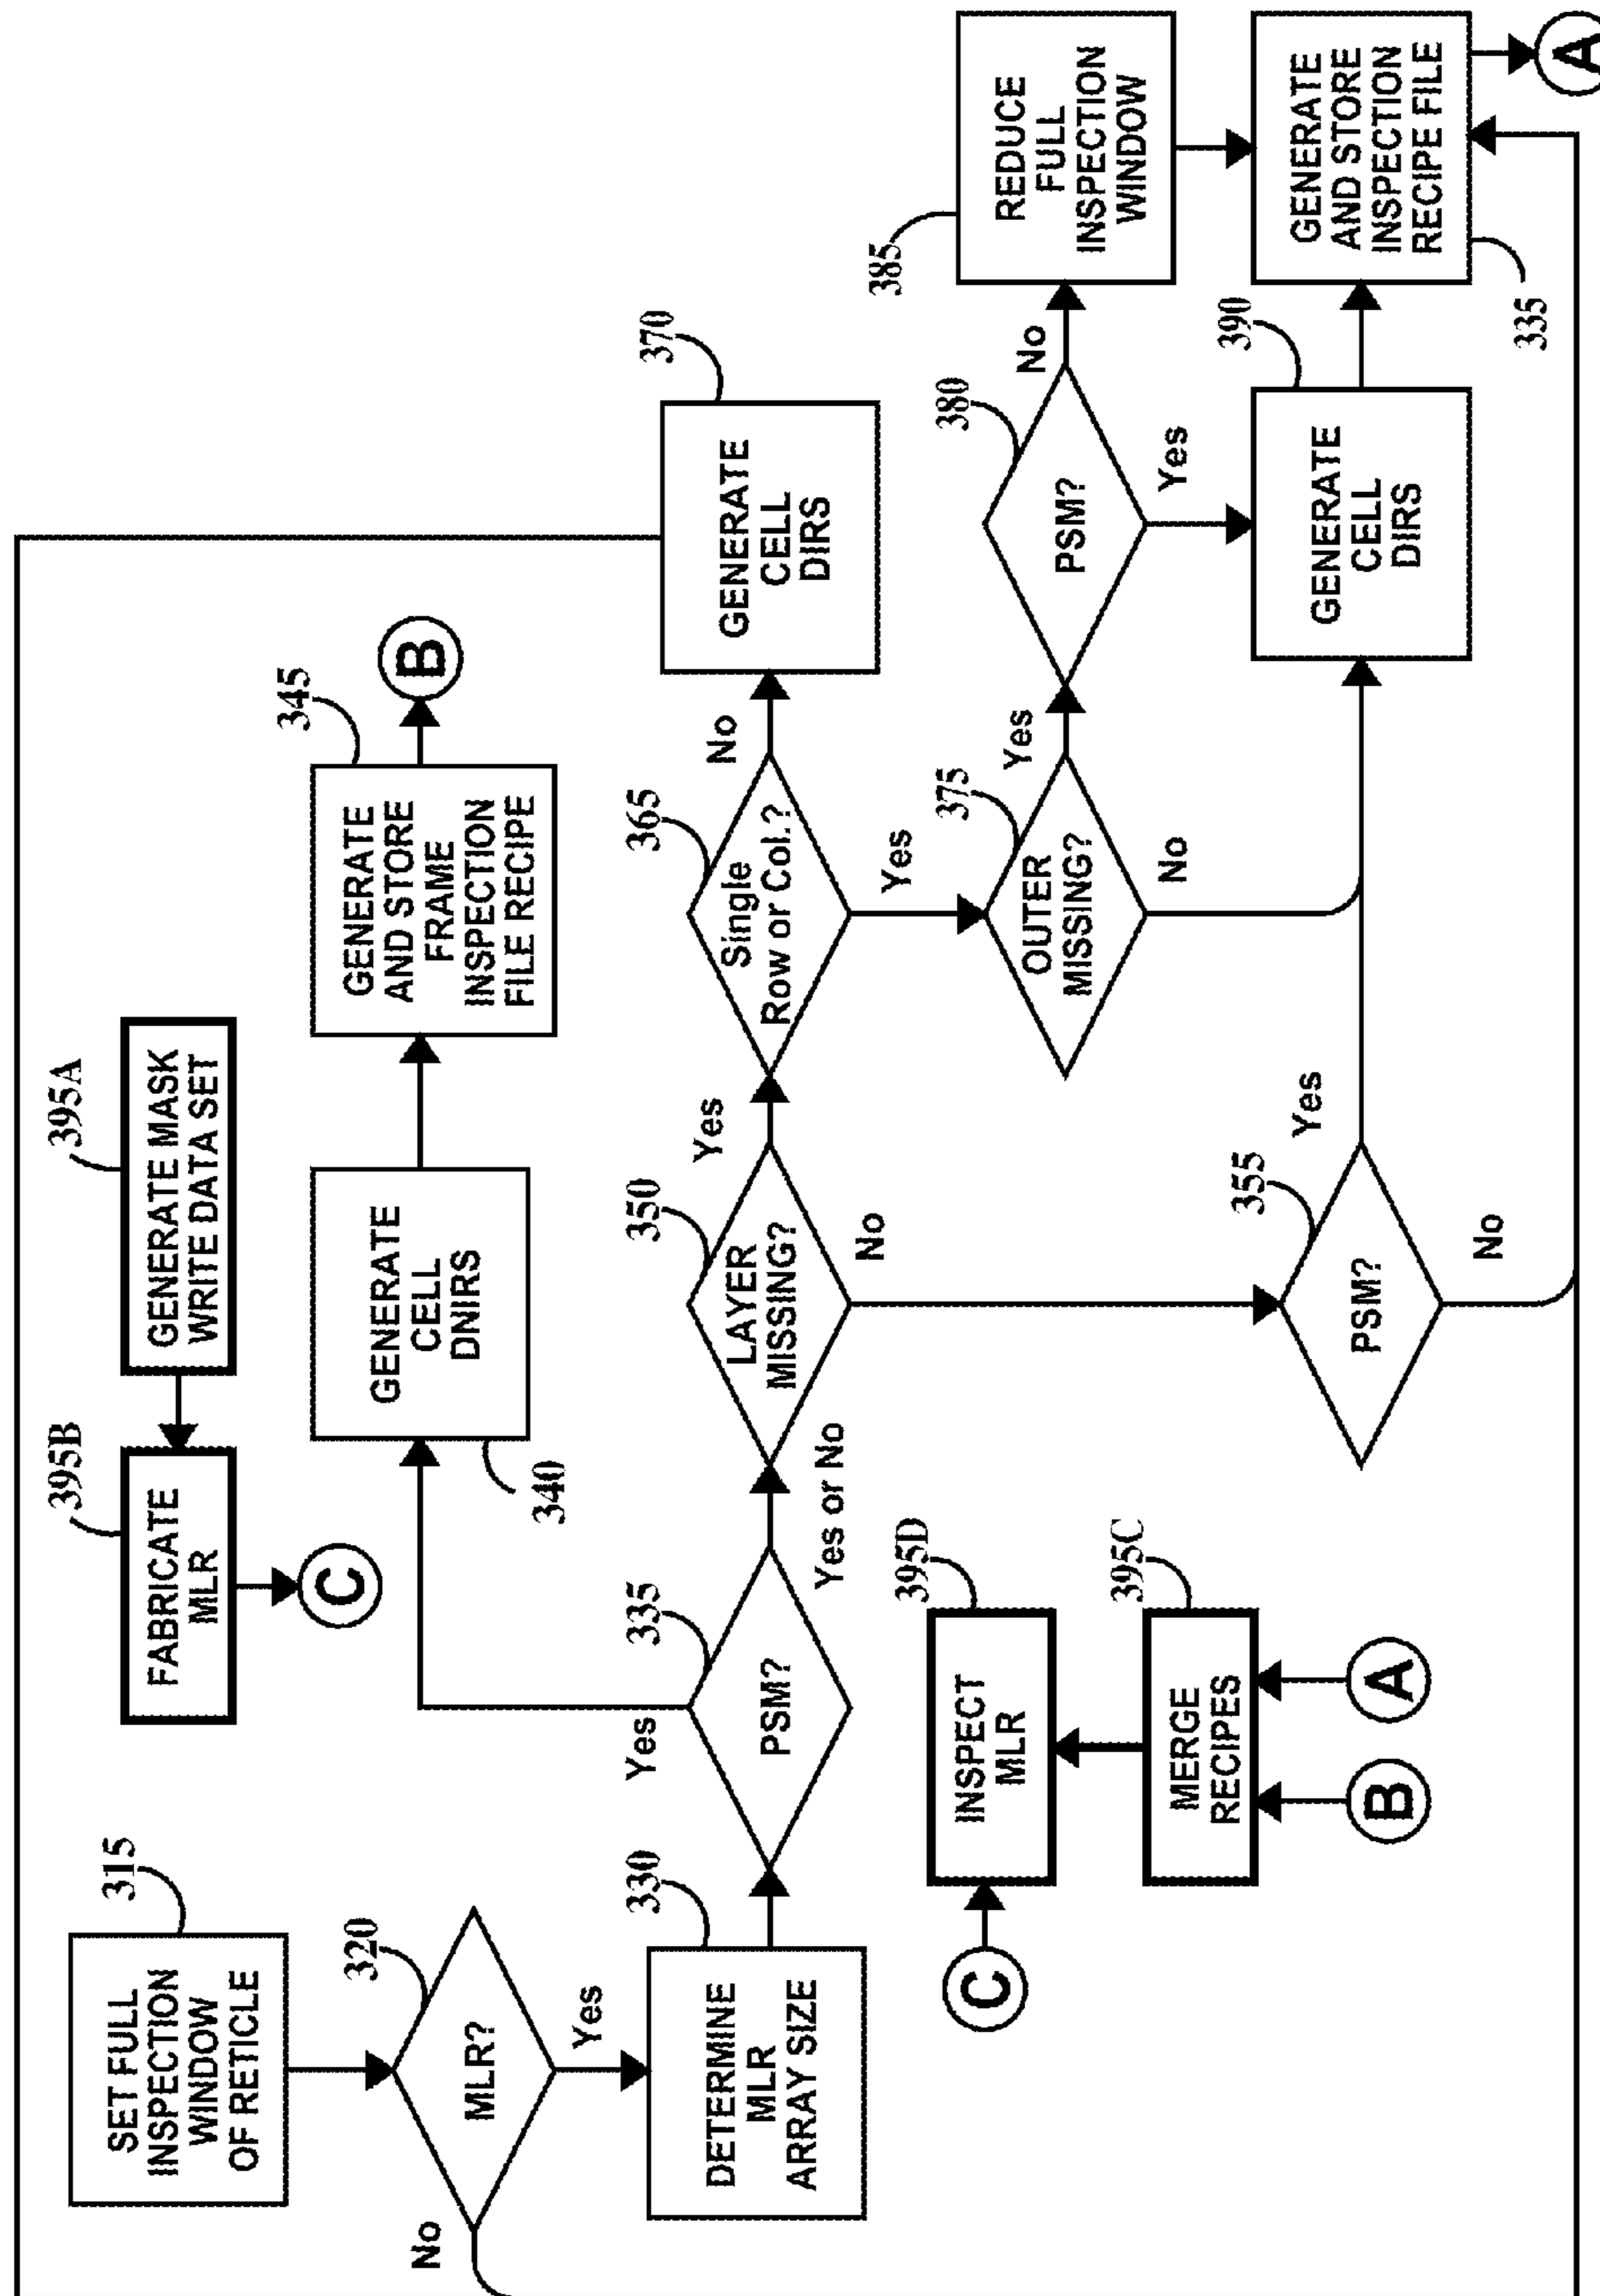 315
SET FULL
INSPECTION
WINDOW
OF RETICLE
320
MLR?
No
Yes
330
DETERMINE
MLR
ARRAY SIZE
395B
FABRICATE
MLR
C
395A
GENERATE MASK
WRITE DATA SET
335
PSM?
Yes
Yes or No
340
GENERATE
CELL
DNIRS
345
GENERATE
AND STORE
FRAME
INSPECTION
FILE RECIPE
B
350
LAYER
MISSING?
Yes
No
365
Single
Row or Col.?
No
Yes
370
GENERATE
CELL
DIRS
375
OUTER
MISSING?
Yes
No
380
PSM?
No
Yes
385
REDUCE
FULL
INSPECTION
WINDOW
355
PSM?
Yes
No
390
GENERATE
CELL
DIRS
335
GENERATE
AND STORE
INSPECTION
RECIPE FILE
A
C
395D
INSPECT
MLR
395C
MERGE
RECIPES
B
A